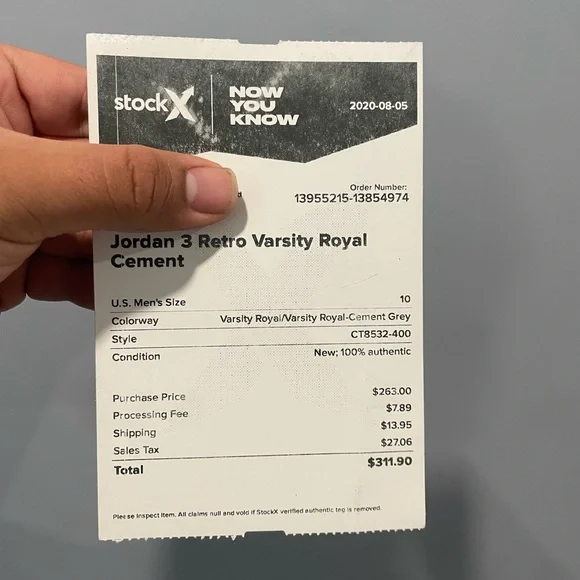 stockX
NOW
YOU
KNOW
2020-08-05
Order Number:
13955215-13854974
Jordan 3 Retro Varsity Royal
Cement
U.S. Men's Size 10
Colorway Varsity Royal/Varsity Royal-Cement Grey
Style CT8532-400
Condition New; 100% authentic
Purchase Price $263.00
Processing Fee $7.89
Shipping $13.95
Sales Tax $27.06
Total $311.90
Please inspect item. All claims null and void if StockX verified authentic tag is removed.